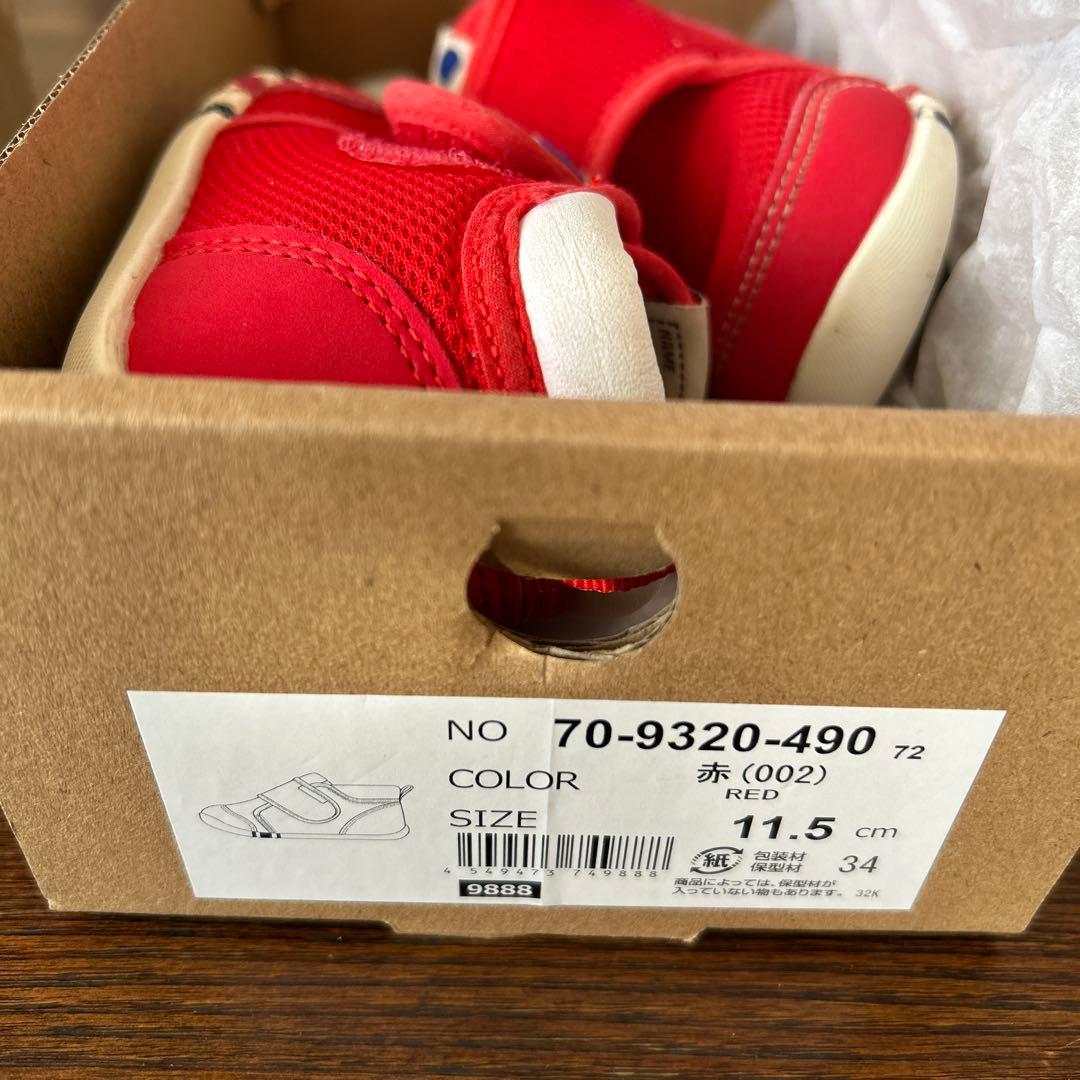 NAME
NO 70-9320-490 72
COLOR 赤(002)
RED
SIZE 11.5 cm
4 549473 749888
9888
紙 包装材
保型材
34
商品によっては、保型材が
入っていない物もあります。 32K